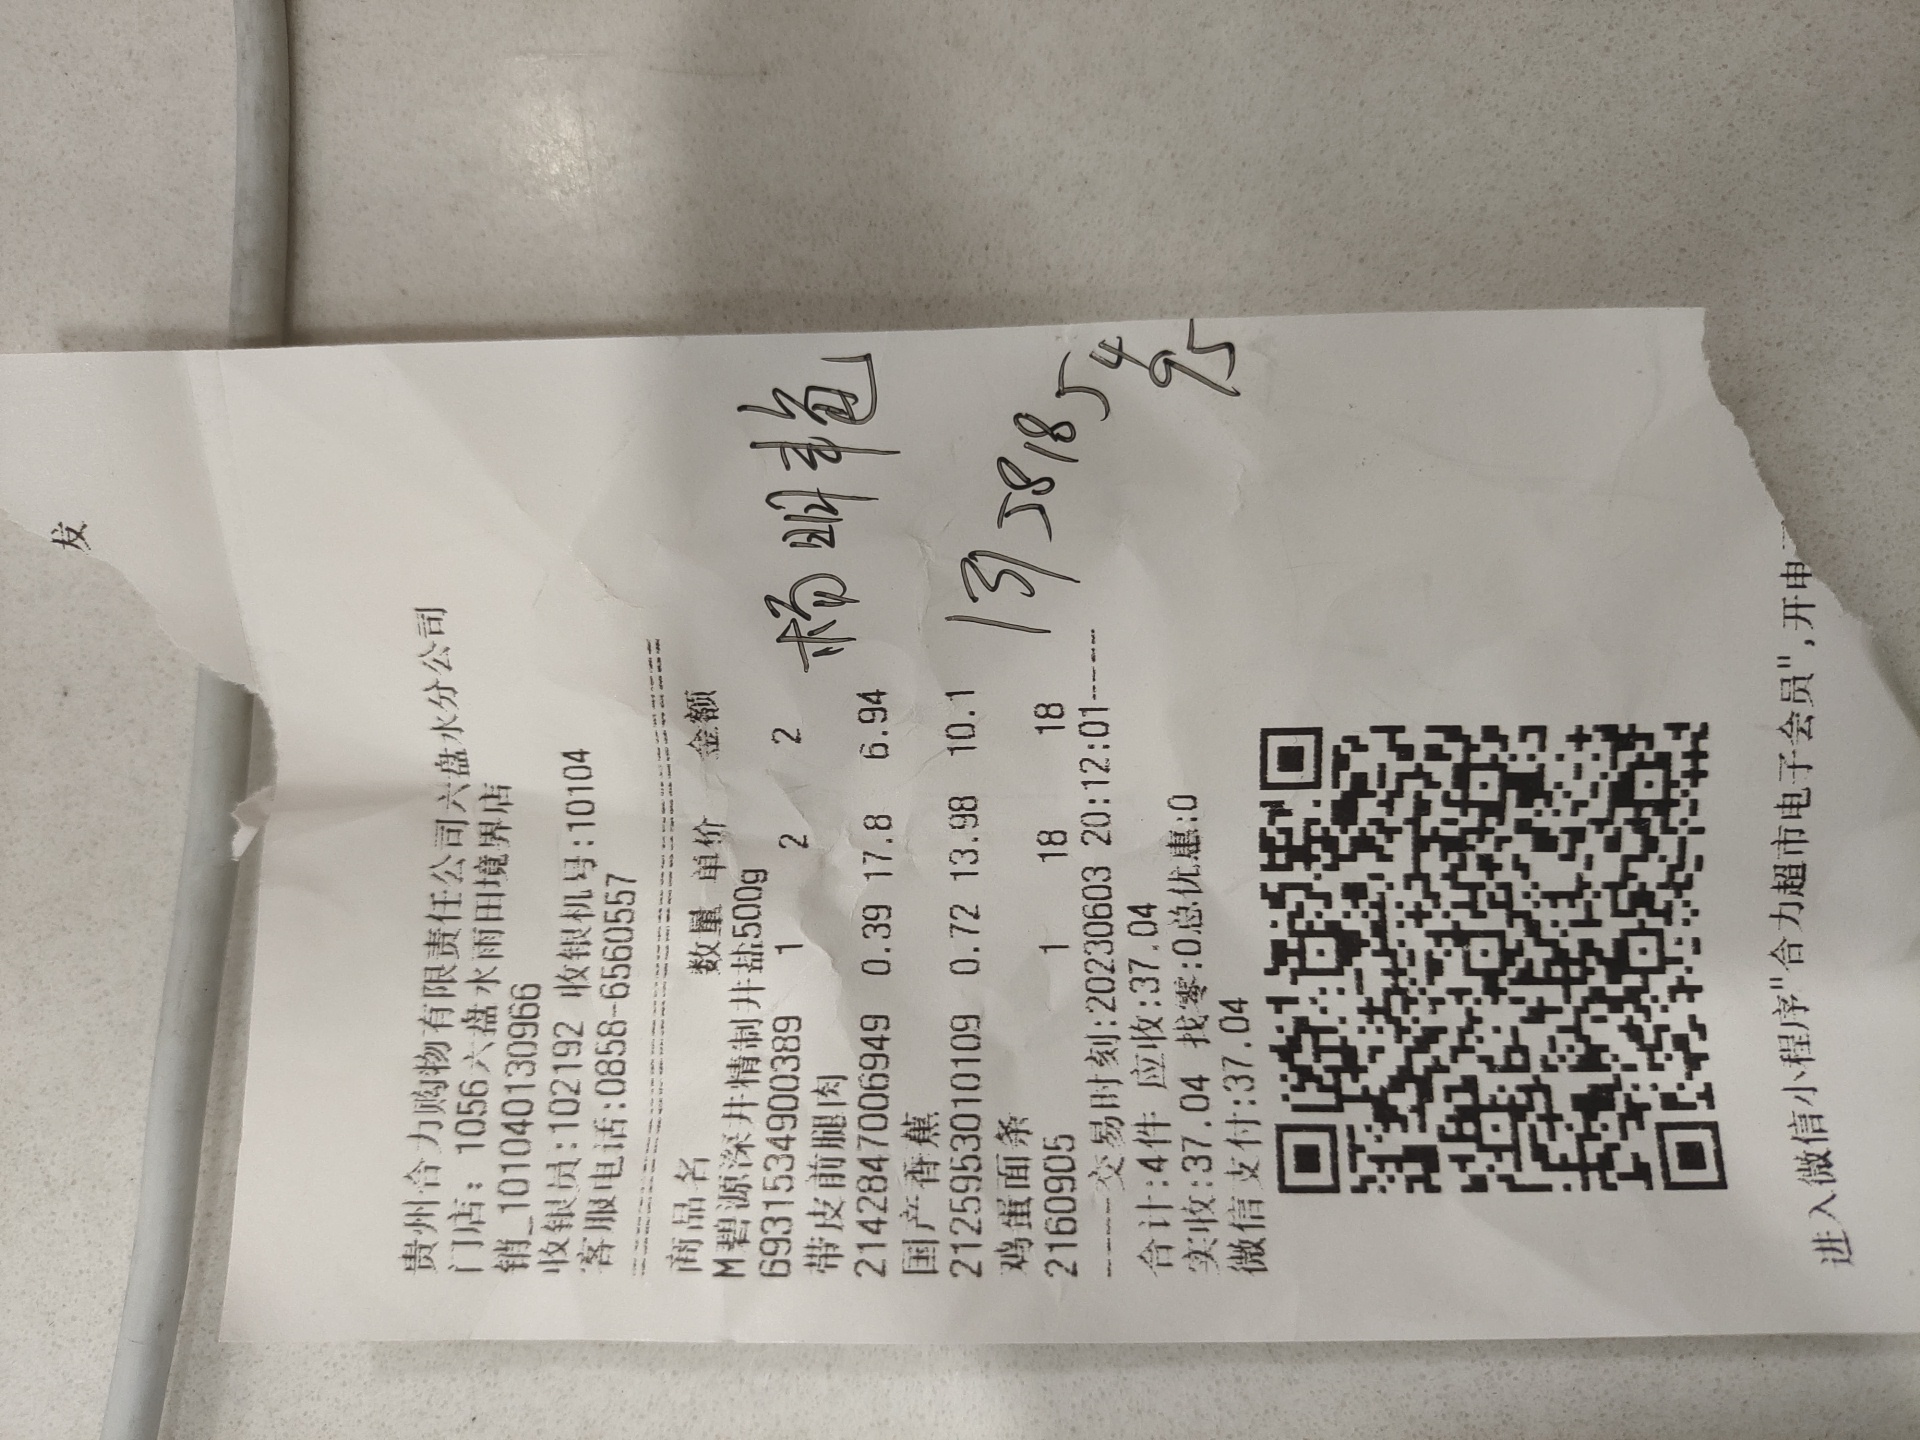 发
贵州合力购物有限责任公司六盘水分公司
门店: 1056六盘水雨田境界店
销_1010401130966
收银员:102192 收银机号:10104
客服电话:0858-6560557
商品名 数量 单价 金额
M碧源深井精制井盐500g
6931534900389 1 2 2
带皮前腿肉
2142847006949 0.39 17.8 6.94
国产香蕉
2125953010109 0.72 13.98 10.1
鸡蛋面条
2160905 1 18 18
-----交易时刻:20230603 20:12:01-----
合计:4件 应收:37.04
实收:37.04 找零:0总优惠:0
微信支付:37.04
杨明艳
13158185495
进入微信小程序"合力超市电子会员",开电